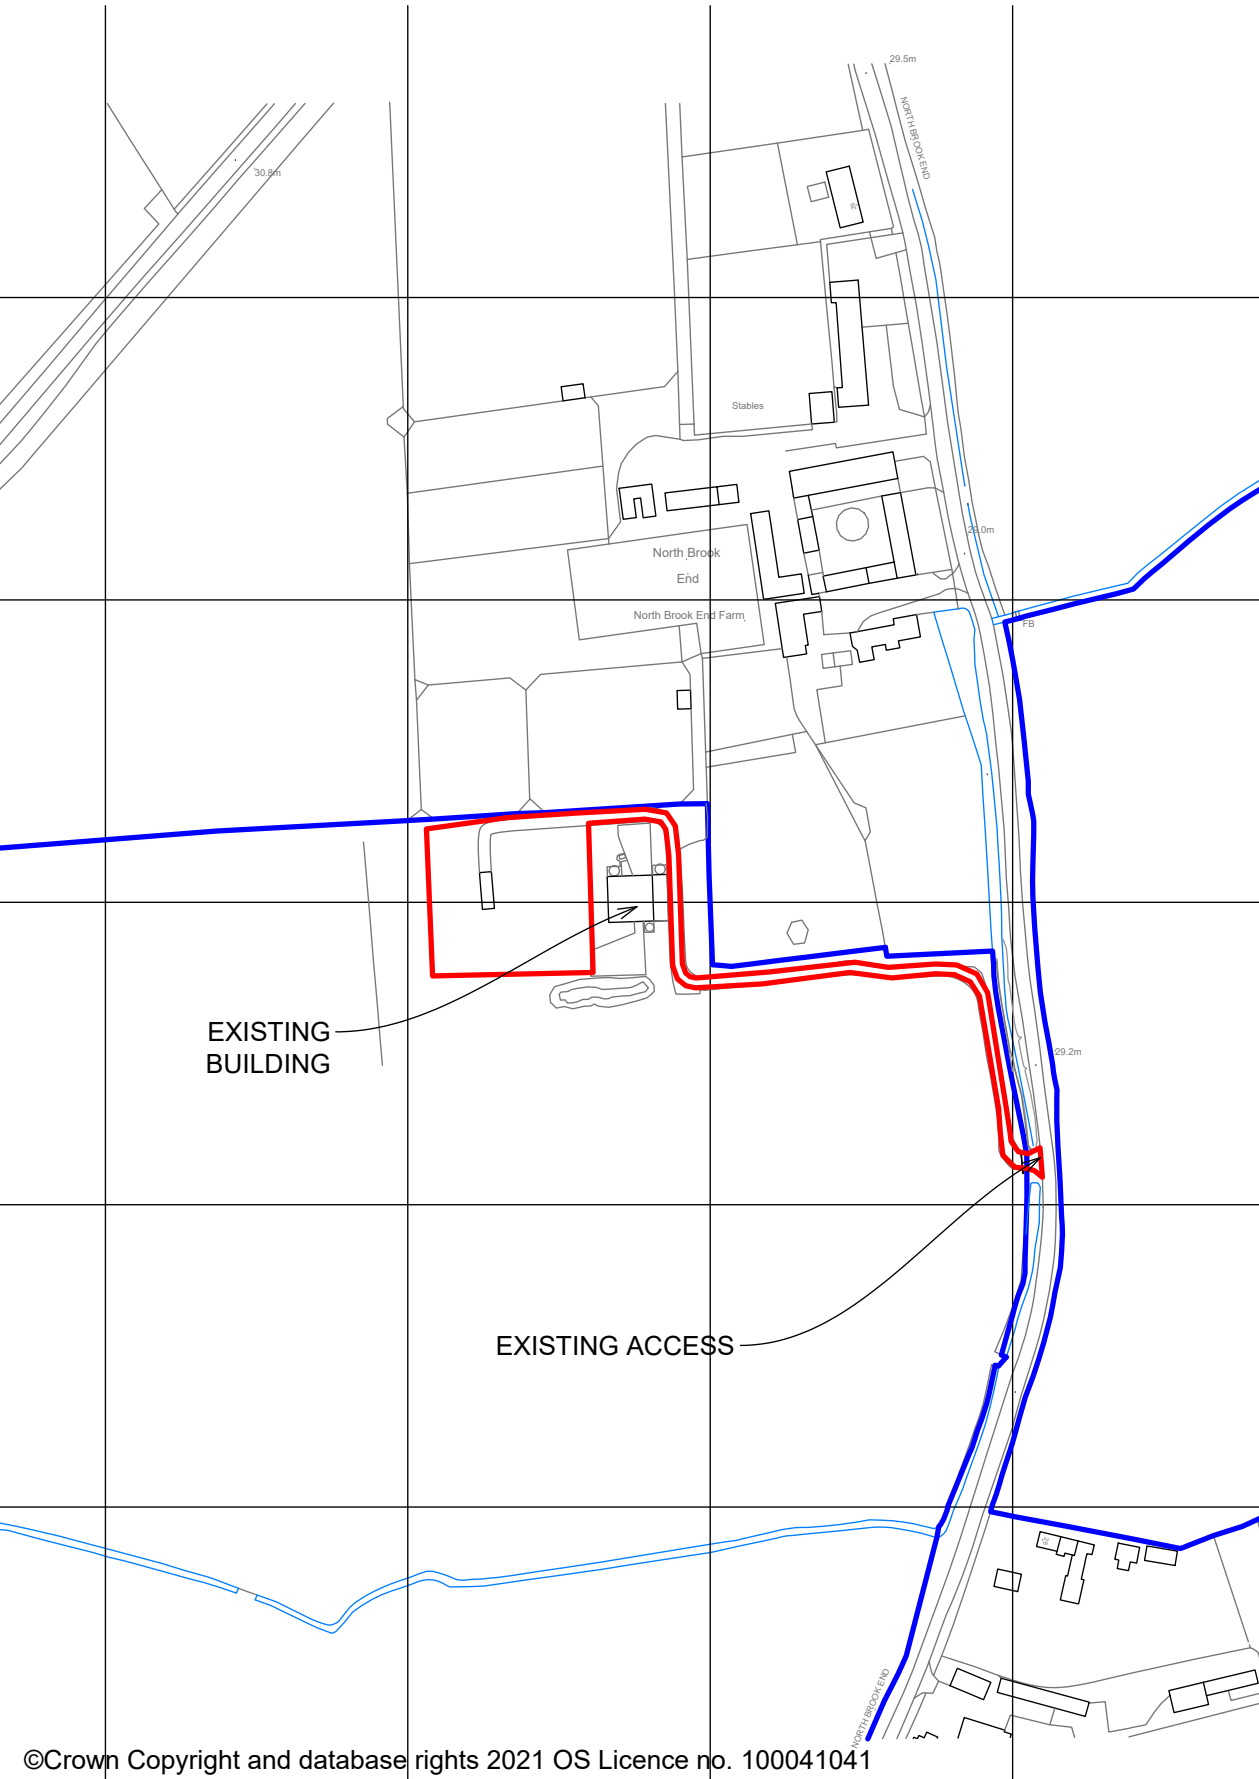 29.5m
NORTH BROOK END
30.8m
Stables
29.0m
North Brook
End
North Brook End Farm
FB
EXISTING
BUILDING
29.2m
EXISTING ACCESS
NORTH BROOK END
©Crown Copyright and database rights 2021 OS Licence no. 100041041